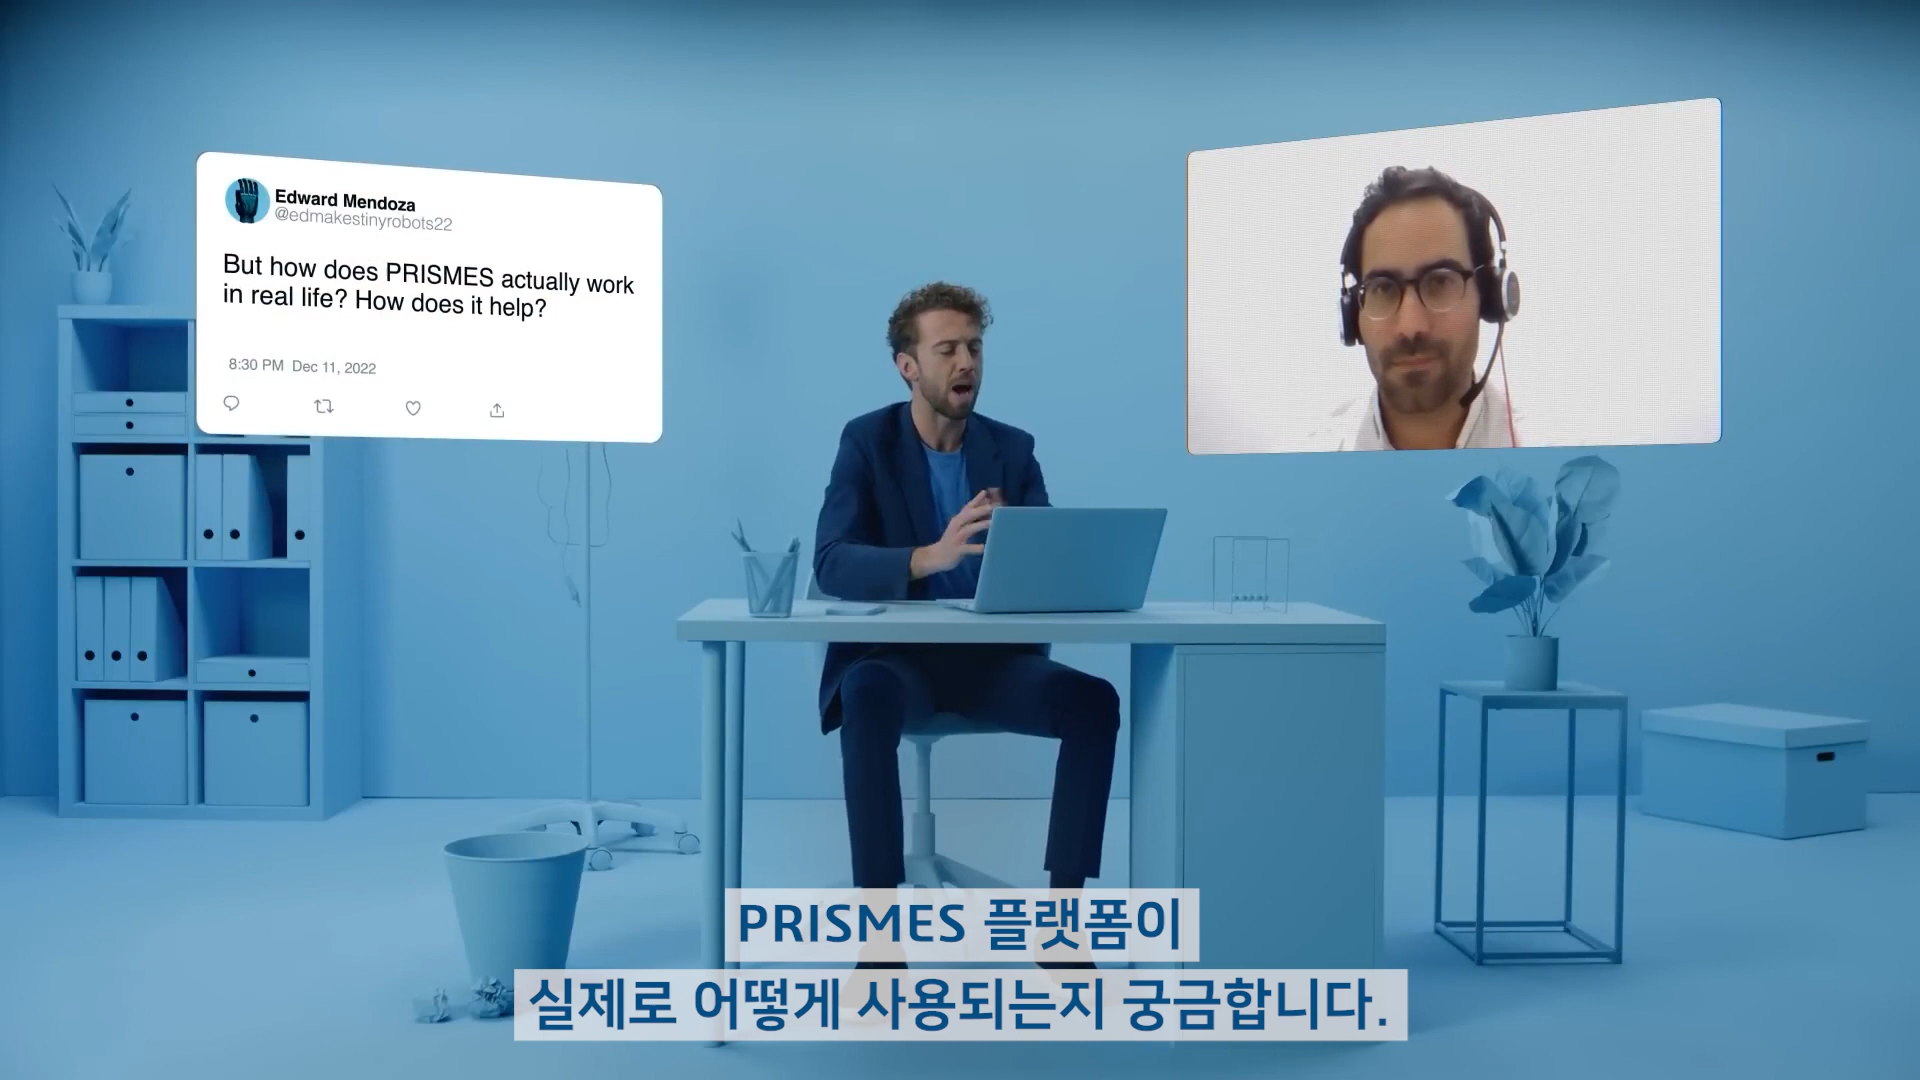 Edward Mendoza
@edmakestinyrobots22
But how does PRISMES actually work
in real life? How does it help?
8:30 PM Dec 11, 2022
PRISMES 플랫폼이
실제로 어떻게 사용되는지 궁금합니다.